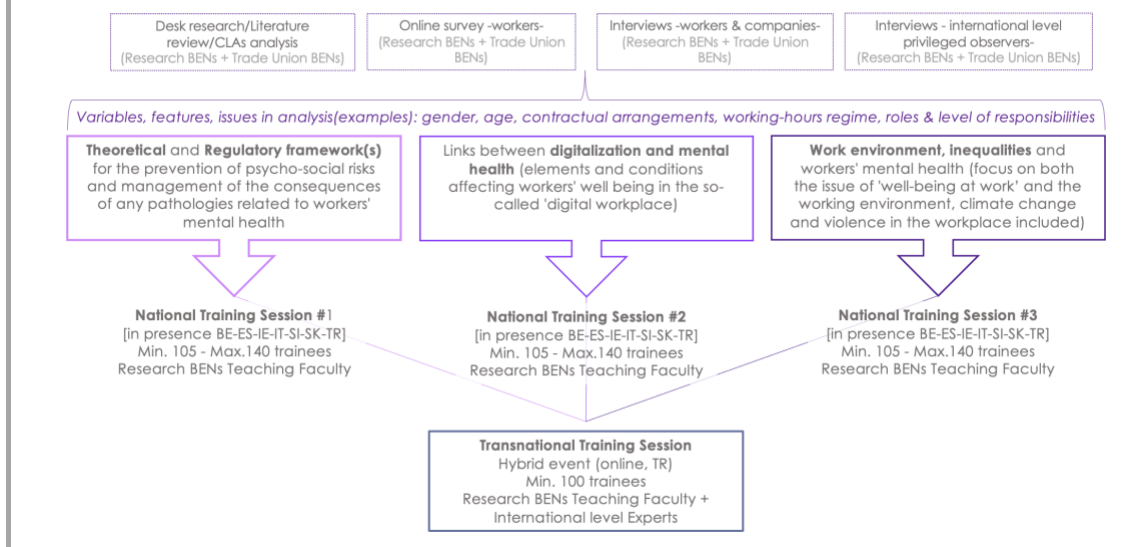 Desk research/Literature
review/CLAs analysis
(Research BENs + Trade Union BENs)
Online survey -workers-
(Research BENs + Trade Union
BENs)
Interviews -workers & companies-
(Research BENs + Trade Union
BENs)
Interviews - international level
privileged observers-
(Research BENs + Trade Union BENs)
Variables, features, issues in analysis(examples): gender, age, contractual arrangements, working-hours regime, roles & level of responsibilities
Theoretical and Regulatory framework(s)
for the prevention of psycho-social risks
and management of the consequences
of any pathologies related to workers'
mental health
Links between digitalization and mental
health (elements and conditions
affecting workers' well being in the so-
called 'digital workplace)
Work environment, inequalities and
workers' mental health (focus on both
the issue of 'well-being at work’ and the
working environment, climate change
and violence in the workplace included)
National Training Session #1
[in presence BE-ES-IE-IT-SI-SK-TR]
Min. 105 - Max.140 trainees
Research BENs Teaching Faculty
National Training Session #2
[in presence BE-ES-IE-IT-SI-SK-TR]
Min. 105 - Max.140 trainees
Research BENs Teaching Faculty
National Training Session #3
[in presence BE-ES-IE-IT-SI-SK-TR]
Min. 105 - Max.140 trainees
Research BENs Teaching Faculty
Transnational Training Session
Hybrid event (online, TR)
Min. 100 trainees
Research BENs Teaching Faculty +
International level Experts